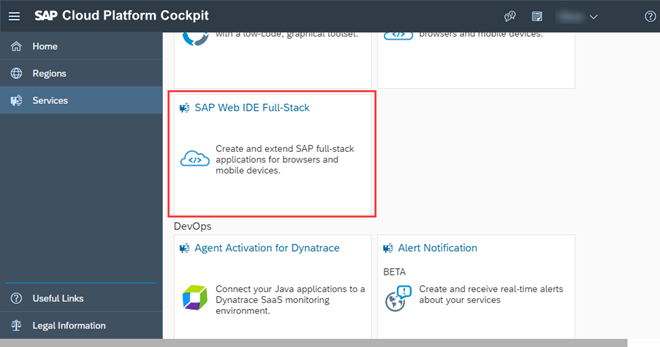 SAP Cloud Platform Cockpit
Home
Regions
Services
with a low-code, graphical toolset.
browsers and mobile devices.
SAP Web IDE Full-Stack
Create and extend SAP full-stack
applications for browsers and
mobile devices.
DevOps
Agent Activation for Dynatrace
Connect your Java applications to a
Dynatrace SaaS monitoring
environment.
Alert Notification
BETA
Create and receive real-time alerts
about your services
Useful Links
Legal Information